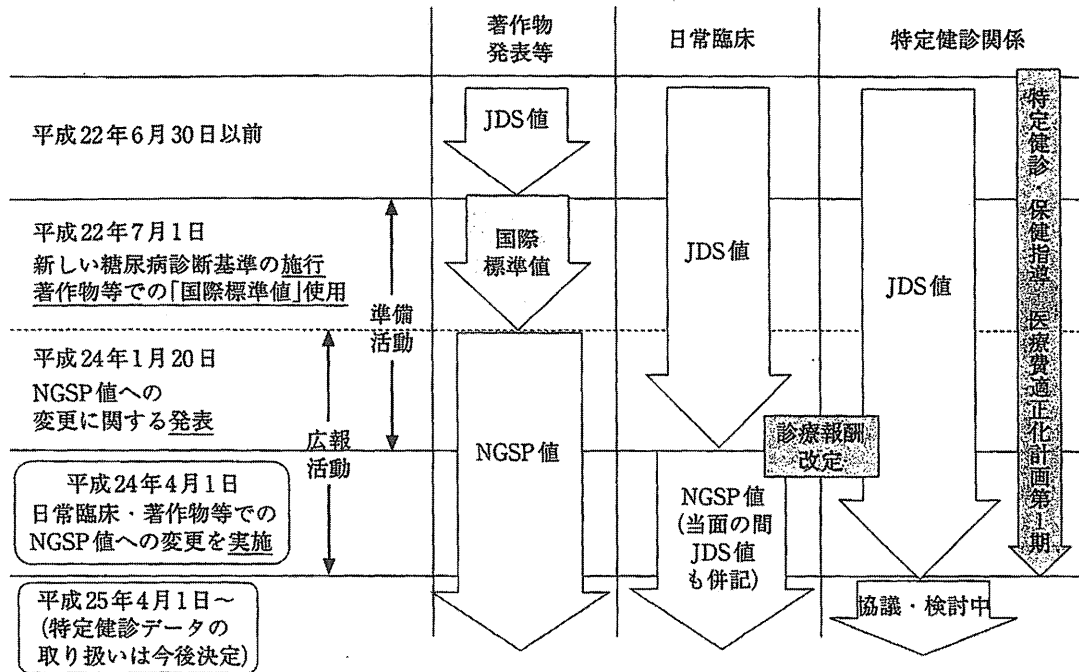 著作物
発表等
日常臨床
特定健診関係
平成22年6月30日以前
JDS値
JDS値
JDS値
特定健診・保健指導 医療費適正化計画第1期
平成22年7月1日
新しい糖尿病診断基準の施行
著作物等での「国際標準値」使用
準備
活動
国際
標準値
平成24年1月20日
NGSP値への
変更に関する発表
広報
活動
NGSP値
診療報酬
改定
平成24年4月1日
日常臨床・著作物等での
NGSP値への変更を実施
NGSP値
(当面の間
JDS値
も併記)
平成25年4月1日～
(特定健診データの
取り扱いは今後決定)
協議・検討中